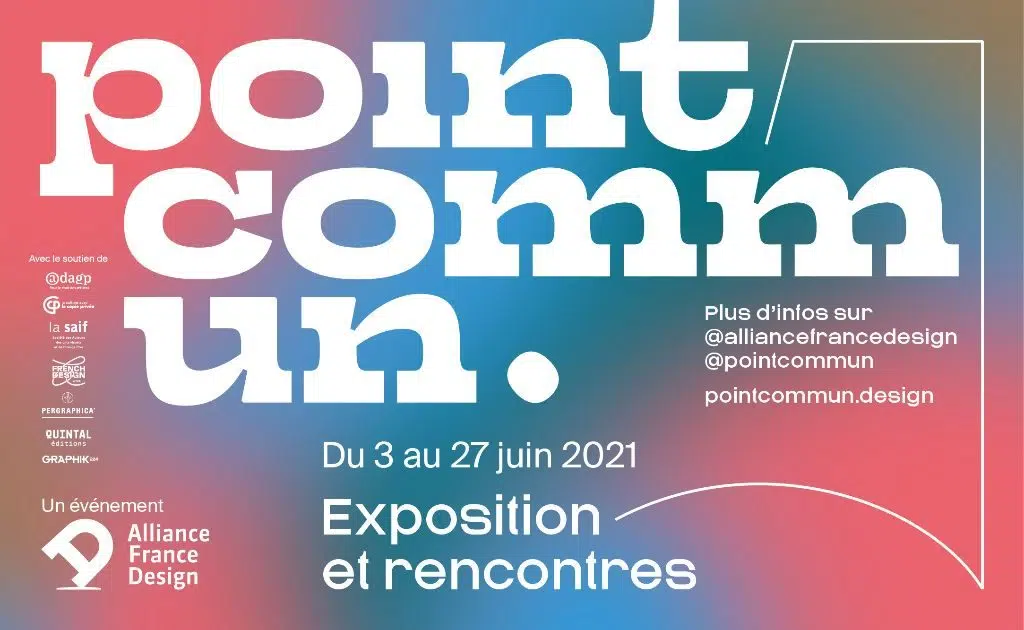 point
comm
un.
Plus d'infos sur
@alliancefrancedesign
@pointcommun
pointcommun.design
Du 3 au 27 juin 2021
Exposition
et rencontres
Avec le soutien de
@dagp
la saif
FRENCH
DESIGN
PERGRAPHICA
QUINTAL
éditions
GRAPHIK
Un événement
Alliance
France
Design